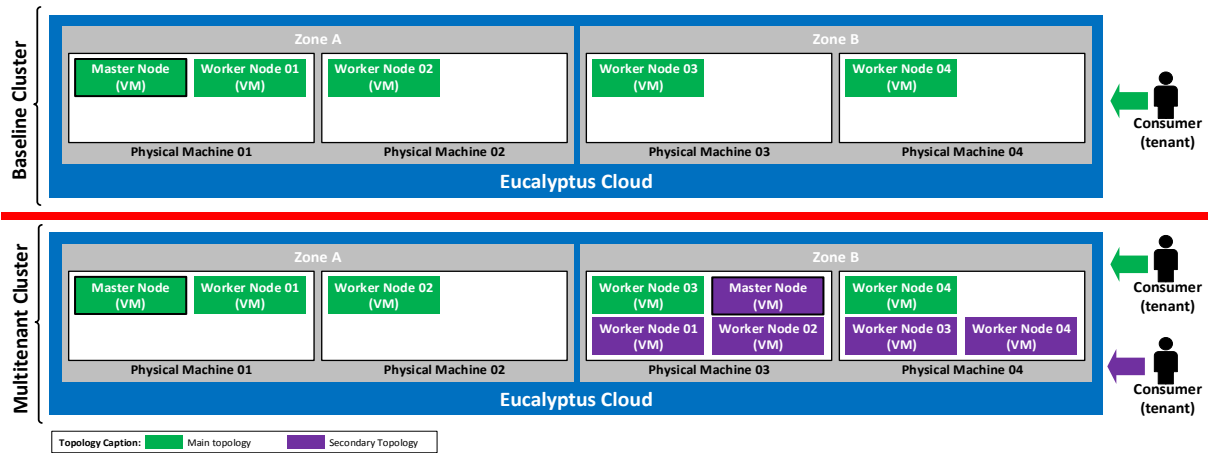 Baseline Cluster
Zone A
Zone B
Master Node
(VM)
Worker Node 01
(VM)
Worker Node 02
(VM)
Worker Node 03
(VM)
Worker Node 04
(VM)
Physical Machine 01
Physical Machine 02
Physical Machine 03
Physical Machine 04
Eucalyptus Cloud
Consumer
(tenant)
Multitenant Cluster
Zone A
Zone B
Master Node
(VM)
Worker Node 01
(VM)
Worker Node 02
(VM)
Worker Node 03
(VM)
Master Node
(VM)
Worker Node 04
(VM)
Worker Node 01
(VM)
Worker Node 02
(VM)
Worker Node 03
(VM)
Worker Node 04
(VM)
Physical Machine 01
Physical Machine 02
Physical Machine 03
Physical Machine 04
Eucalyptus Cloud
Consumer
(tenant)
Consumer
(tenant)
Topology Caption:
Main topology
Secondary Topology